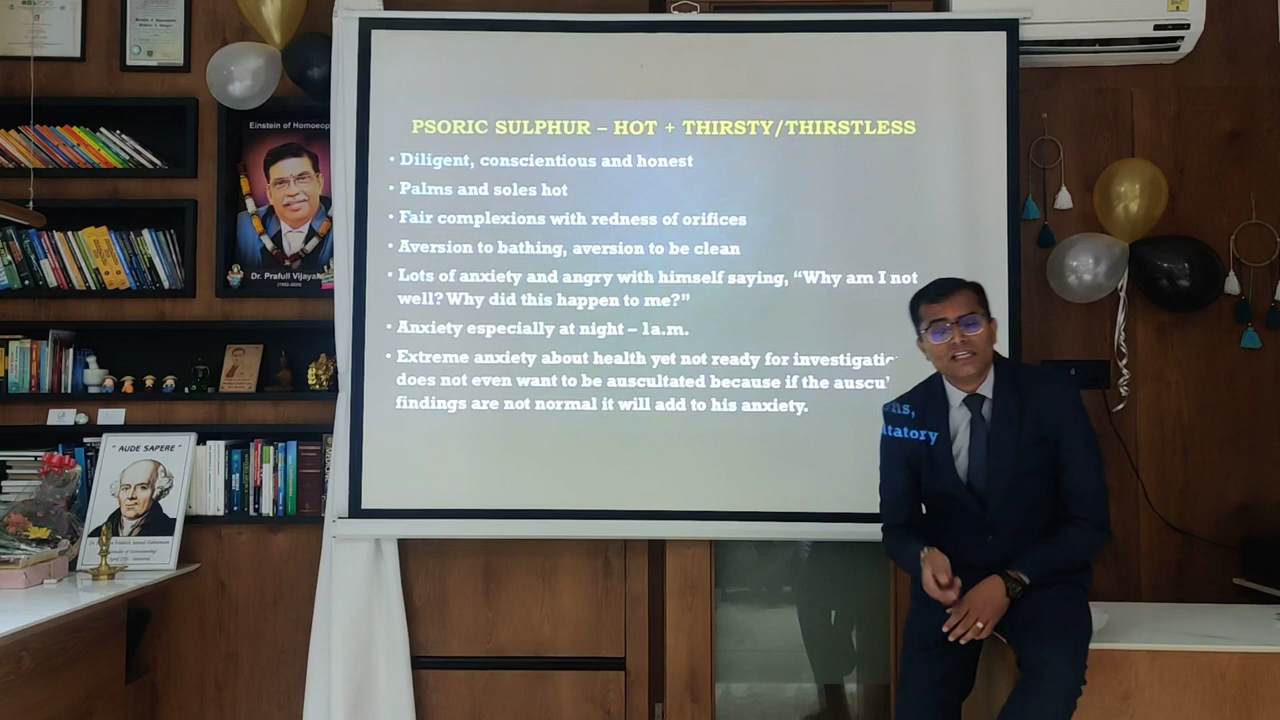 Einstein of Homoeop
Dr. Prafull Vijayak
PSORIC SULPHUR – HOT + THIRSTY/THIRSTLESS
• Diligent, conscientious and honest
• Palms and soles hot
• Fair complexions with redness of orifices
• Aversion to bathing, aversion to be clean
• Lots of anxiety and angry with himself saying, “Why am I not
well? Why did this happen to me?”
• Anxiety especially at night – 1a.m.
• Extreme anxiety about health yet not ready for investigations,
does not even want to be auscultated because if the auscultatory
findings are not normal it will add to his anxiety.
" AUDE SAPERE "